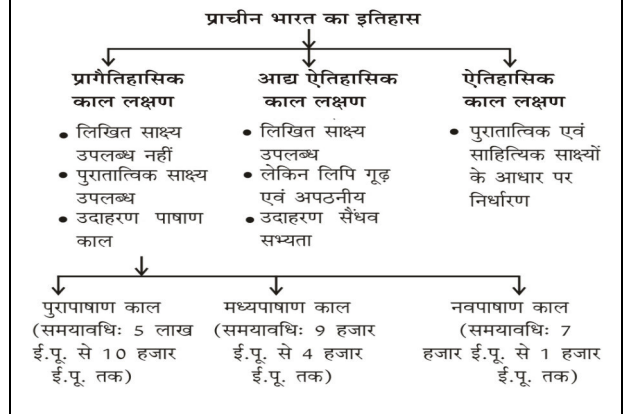 प्राचीन भारत का इतिहास
प्रागैतिहासिक
काल लक्षण
• लिखित साक्ष्य
उपलब्ध नहीं
• पुरातात्विक साक्ष्य
उपलब्ध
• उदाहरण पाषाण
काल
आद्य ऐतिहासिक
काल लक्षण
• लिखित साक्ष्य
उपलब्ध
• लेकिन लिपि गूढ़
एवं अपठनीय
• उदाहरण सैंधव
सभ्यता
ऐतिहासिक
काल लक्षण
• पुरातात्विक एवं
साहित्यिक साक्ष्यों
के आधार पर
निर्धारण
पुरापाषाण काल
(समयावधिः 5 लाख
ई.पू. से 10 हजार
ई.पू. तक)
मध्यपाषाण काल
(समयावधिः 9 हजार
ई.पू. से 4 हजार
ई.पू. तक)
नवपाषाण काल
(समयावधिः 7
हजार ई.पू. से 1 हजार
ई.पू. तक)